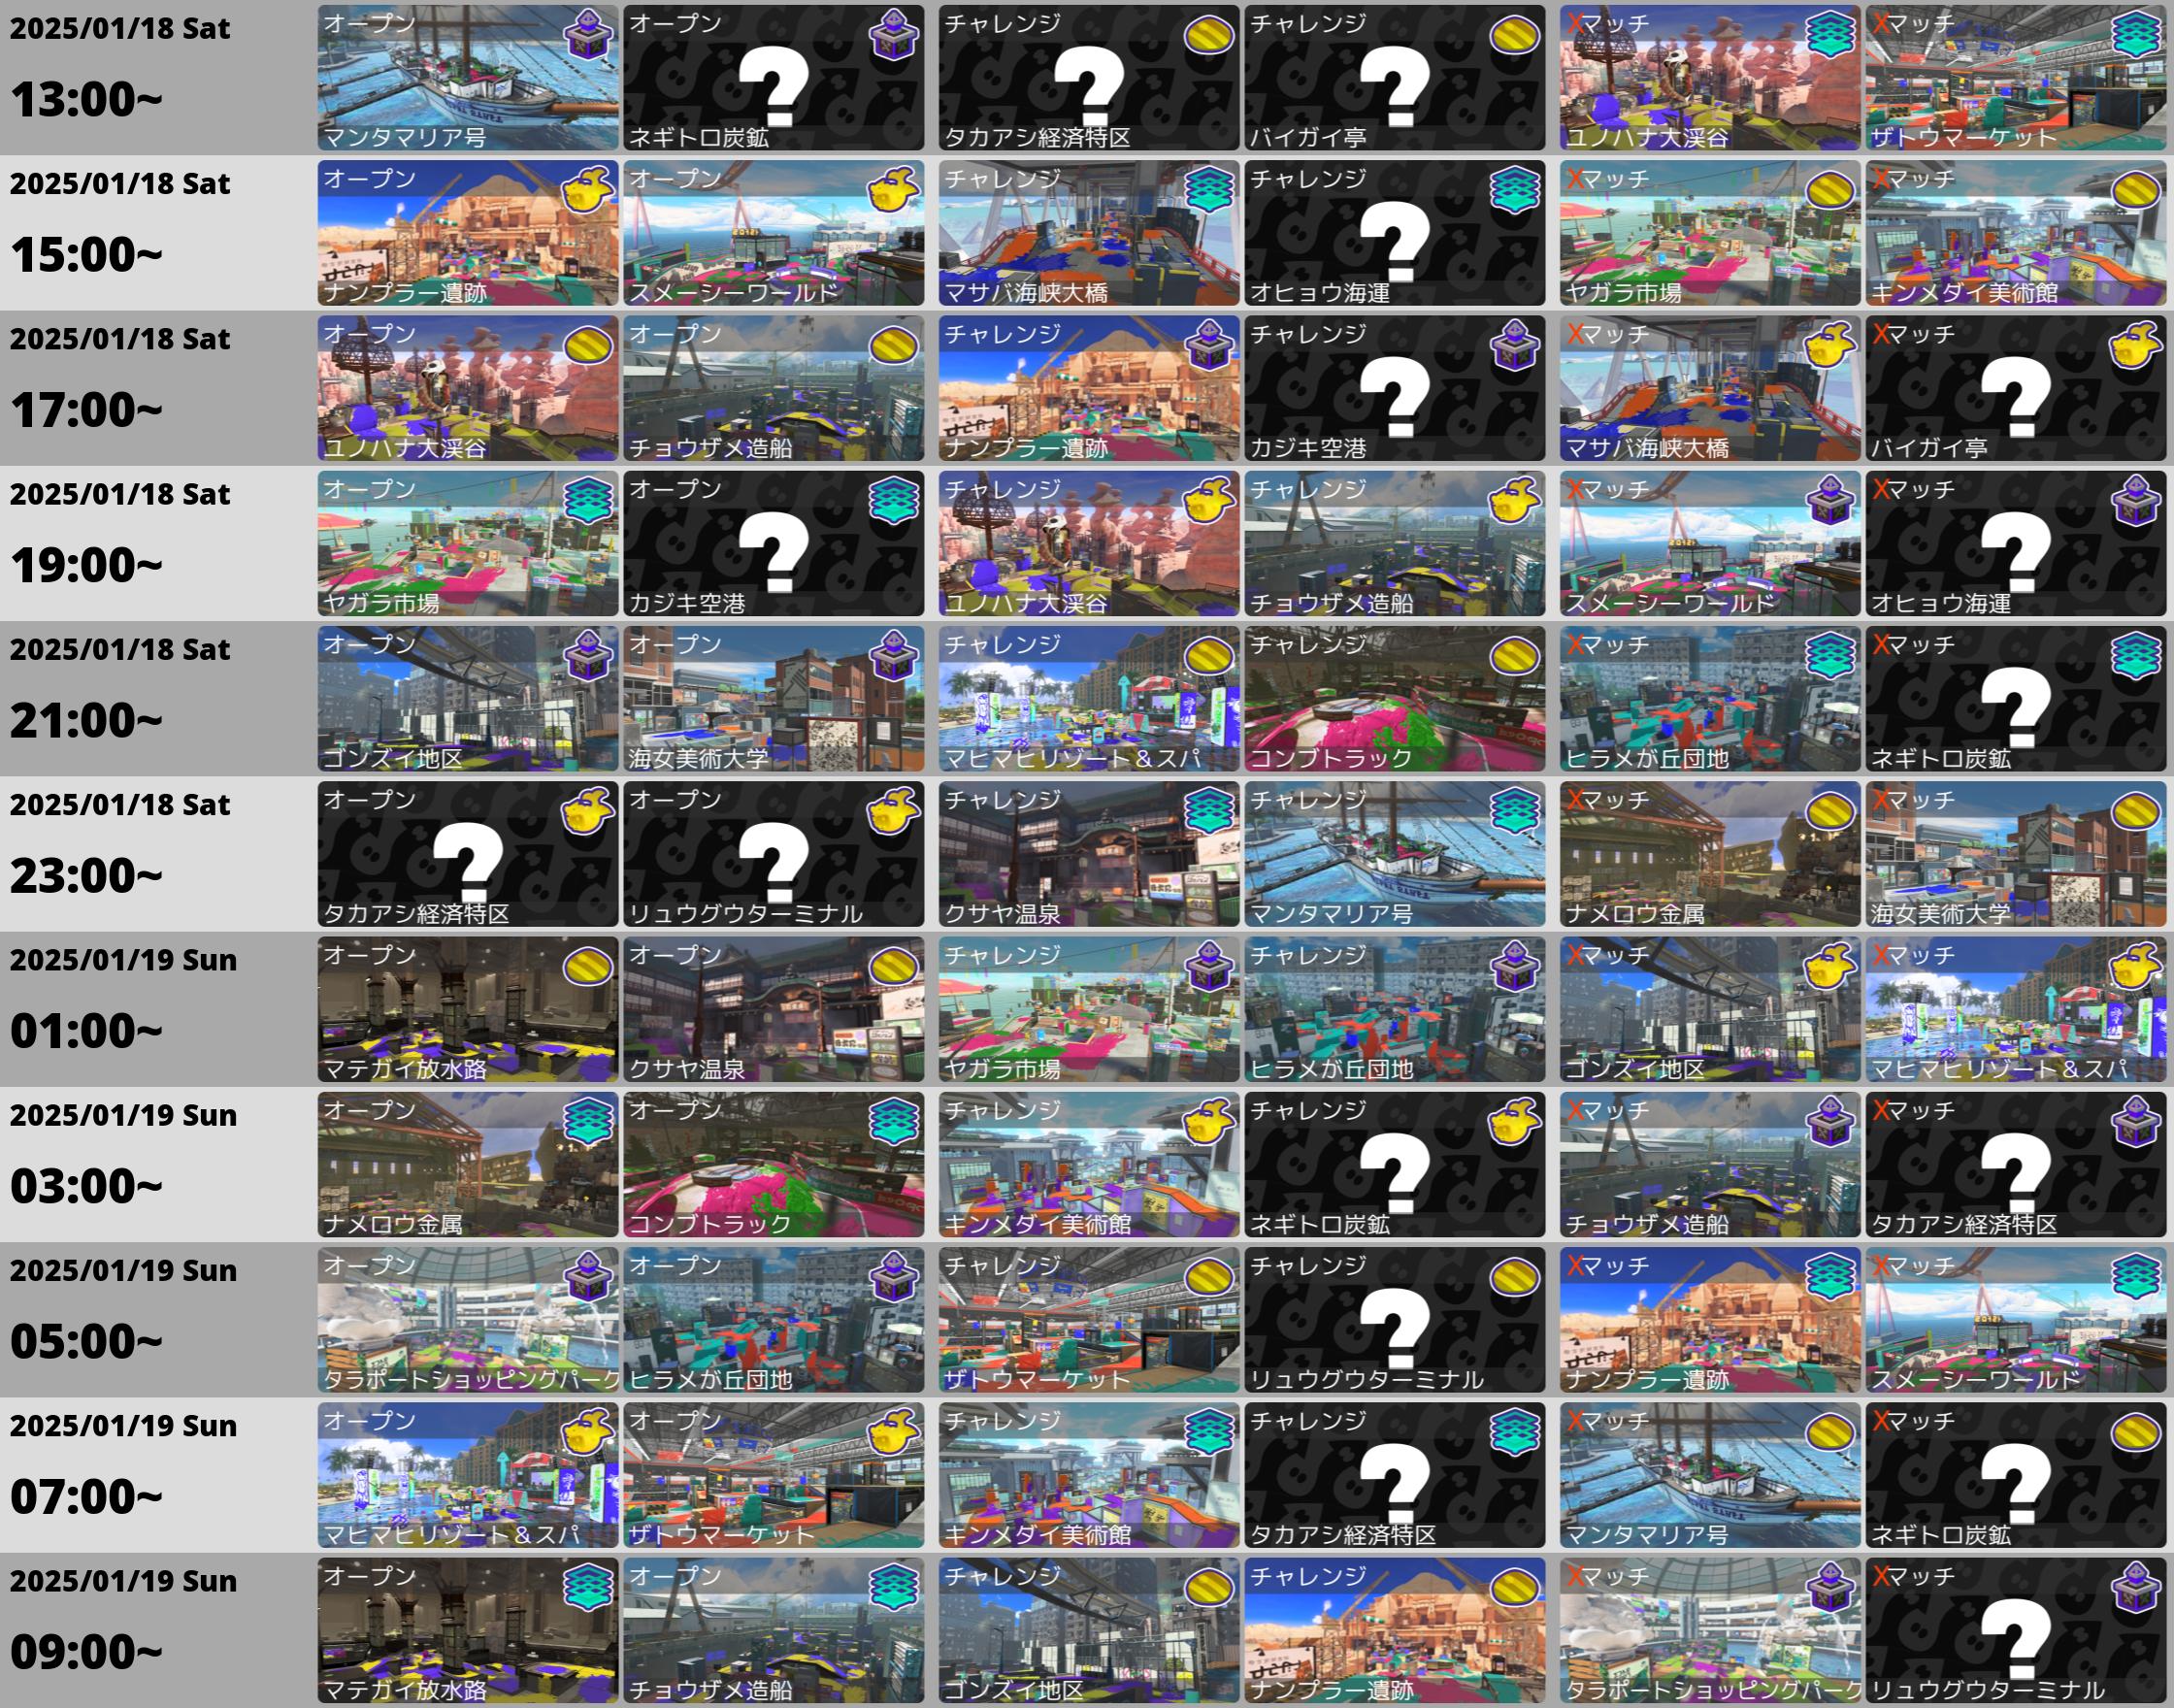 2025/01/18 Sat
13:00~
オープン
マンタマリア号
オープン
ネギトロ炭鉱
チャレンジ
タカアシ経済特区
チャレンジ
バイガイ亭
Xマッチ
ユノハナ大渓谷
Xマッチ
ザトウマーケット
2025/01/18 Sat
15:00~
オープン
ナンプラー遺跡
オープン
スメーシーワールド
チャレンジ
マサバ海峡大橋
チャレンジ
オヒョウ海運
Xマッチ
ヤガラ市場
Xマッチ
キンメダイ美術館
2025/01/18 Sat
17:00~
オープン
ユノハナ大渓谷
オープン
チョウザメ造船
チャレンジ
ナンプラー遺跡
チャレンジ
カジキ空港
Xマッチ
マサバ海峡大橋
Xマッチ
バイガイ亭
2025/01/18 Sat
19:00~
オープン
ヤガラ市場
オープン
カジキ空港
チャレンジ
ユノハナ大渓谷
チャレンジ
チョウザメ造船
Xマッチ
スメーシーワールド
Xマッチ
オヒョウ海運
2025/01/18 Sat
21:00~
オープン
ゴンズイ地区
オープン
海女美術大学
チャレンジ
マヒマヒリゾート＆スパ
チャレンジ
コンブトラック
Xマッチ
ヒラメが丘団地
Xマッチ
ネギトロ炭鉱
2025/01/18 Sat
23:00~
オープン
タカアシ経済特区
オープン
リュウグウターミナル
チャレンジ
クサヤ温泉
チャレンジ
マンタマリア号
Xマッチ
ナメロウ金属
Xマッチ
海女美術大学
2025/01/19 Sun
01:00~
オープン
マテガイ放水路
オープン
クサヤ温泉
チャレンジ
ヤガラ市場
チャレンジ
ヒラメが丘団地
Xマッチ
ゴンズイ地区
Xマッチ
マヒマヒリゾート＆スパ
2025/01/19 Sun
03:00~
オープン
ナメロウ金属
オープン
コンブトラック
チャレンジ
キンメダイ美術館
チャレンジ
ネギトロ炭鉱
Xマッチ
チョウザメ造船
Xマッチ
タカアシ経済特区
2025/01/19 Sun
05:00~
オープン
タラポートショッピングパーク
オープン
ヒラメが丘団地
チャレンジ
ザトウマーケット
チャレンジ
リュウグウターミナル
Xマッチ
ナンプラー遺跡
Xマッチ
スメーシーワールド
2025/01/19 Sun
07:00~
オープン
マヒマヒリゾート＆スパ
オープン
ザトウマーケット
チャレンジ
キンメダイ美術館
チャレンジ
タカアシ経済特区
Xマッチ
マンタマリア号
Xマッチ
ネギトロ炭鉱
2025/01/19 Sun
09:00~
オープン
マテガイ放水路
オープン
チョウザメ造船
チャレンジ
ゴンズイ地区
チャレンジ
ナンプラー遺跡
Xマッチ
タラポートショッピングパーク
Xマッチ
リュウグウターミナル